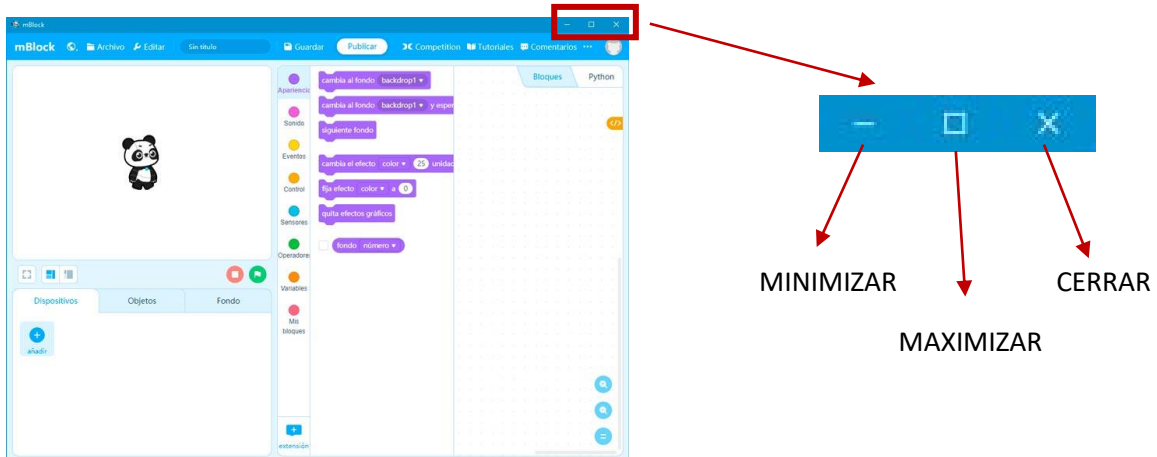 mBlock
mBlock Archivo Editar Sin título Guardar Publicar Competition Tutoriales Comentarios ...
Apariencia
Sonido
Eventos
Control
Sensores
Operadores
Variables
Mis
bloques
extensión
cambia al fondo backdrop1
cambia al fondo backdrop1 y esper
siguiente fondo
cambia el efecto color 25 unidad
fija efecto color a 0
quita efectos gráficos
fondo número
Bloques Python
</>
Dispositivos Objetos Fondo
añadir
MINIMIZAR
MAXIMIZAR
CERRAR